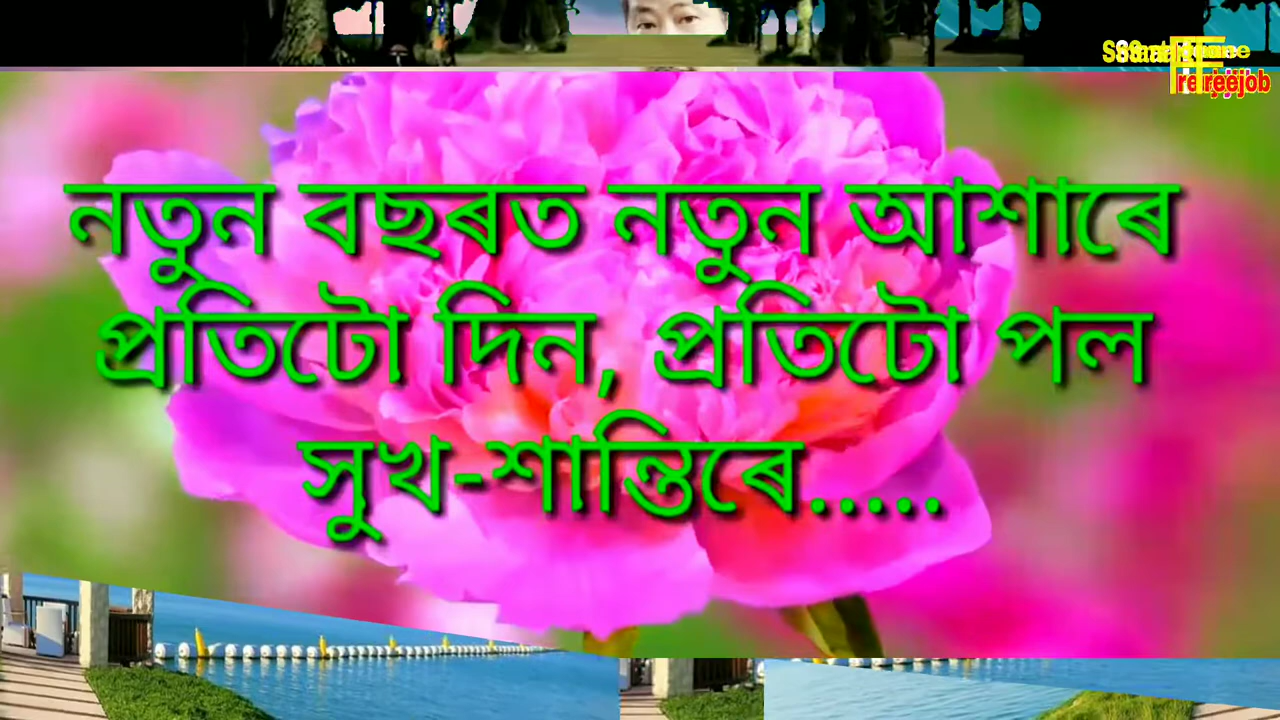 নতুন বছৰত নতুন আশাৰে
প্ৰতিটো দিন, প্ৰতিটো পল
সুখ-শান্তিৰে.....